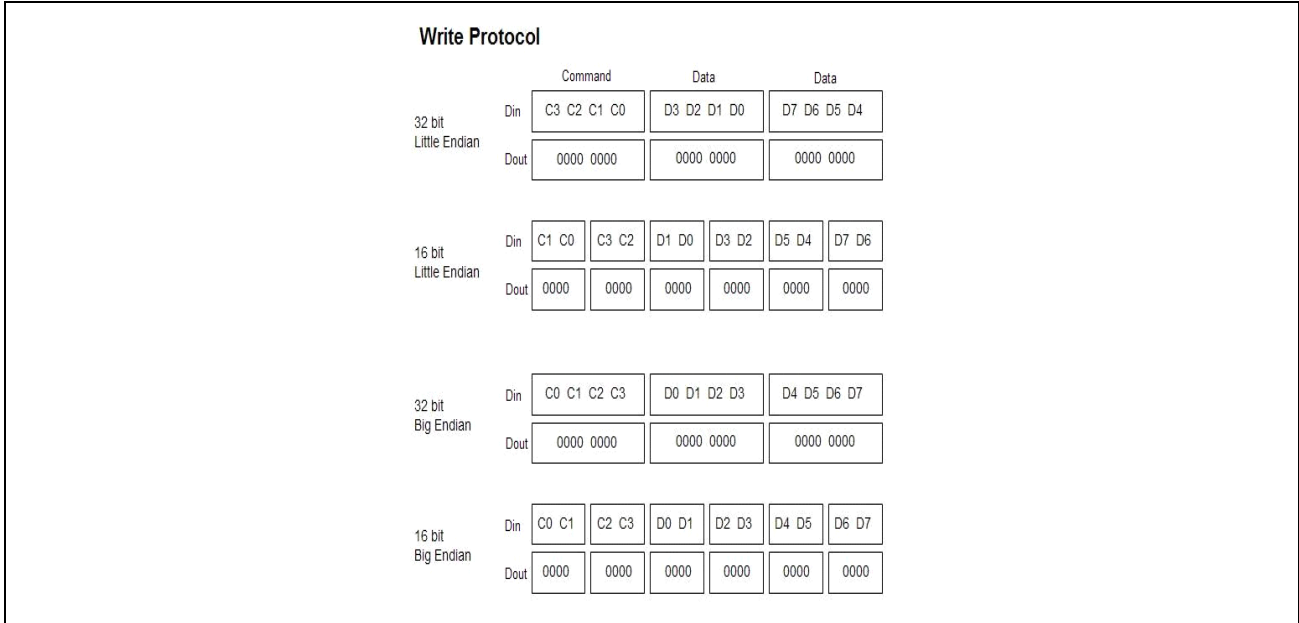 Write Protocol
Command Data Data
32 bit
Little Endian
Din C3 C2 C1 C0 D3 D2 D1 D0 D7 D6 D5 D4
Dout 0000 0000 0000 0000 0000 0000
16 bit
Little Endian
Din C1 C0 C3 C2 D1 D0 D3 D2 D5 D4 D7 D6
Dout 0000 0000 0000 0000 0000 0000
32 bit
Big Endian
Din C0 C1 C2 C3 D0 D1 D2 D3 D4 D5 D6 D7
Dout 0000 0000 0000 0000 0000 0000
16 bit
Big Endian
Din C0 C1 C2 C3 D0 D1 D2 D3 D4 D5 D6 D7
Dout 0000 0000 0000 0000 0000 0000